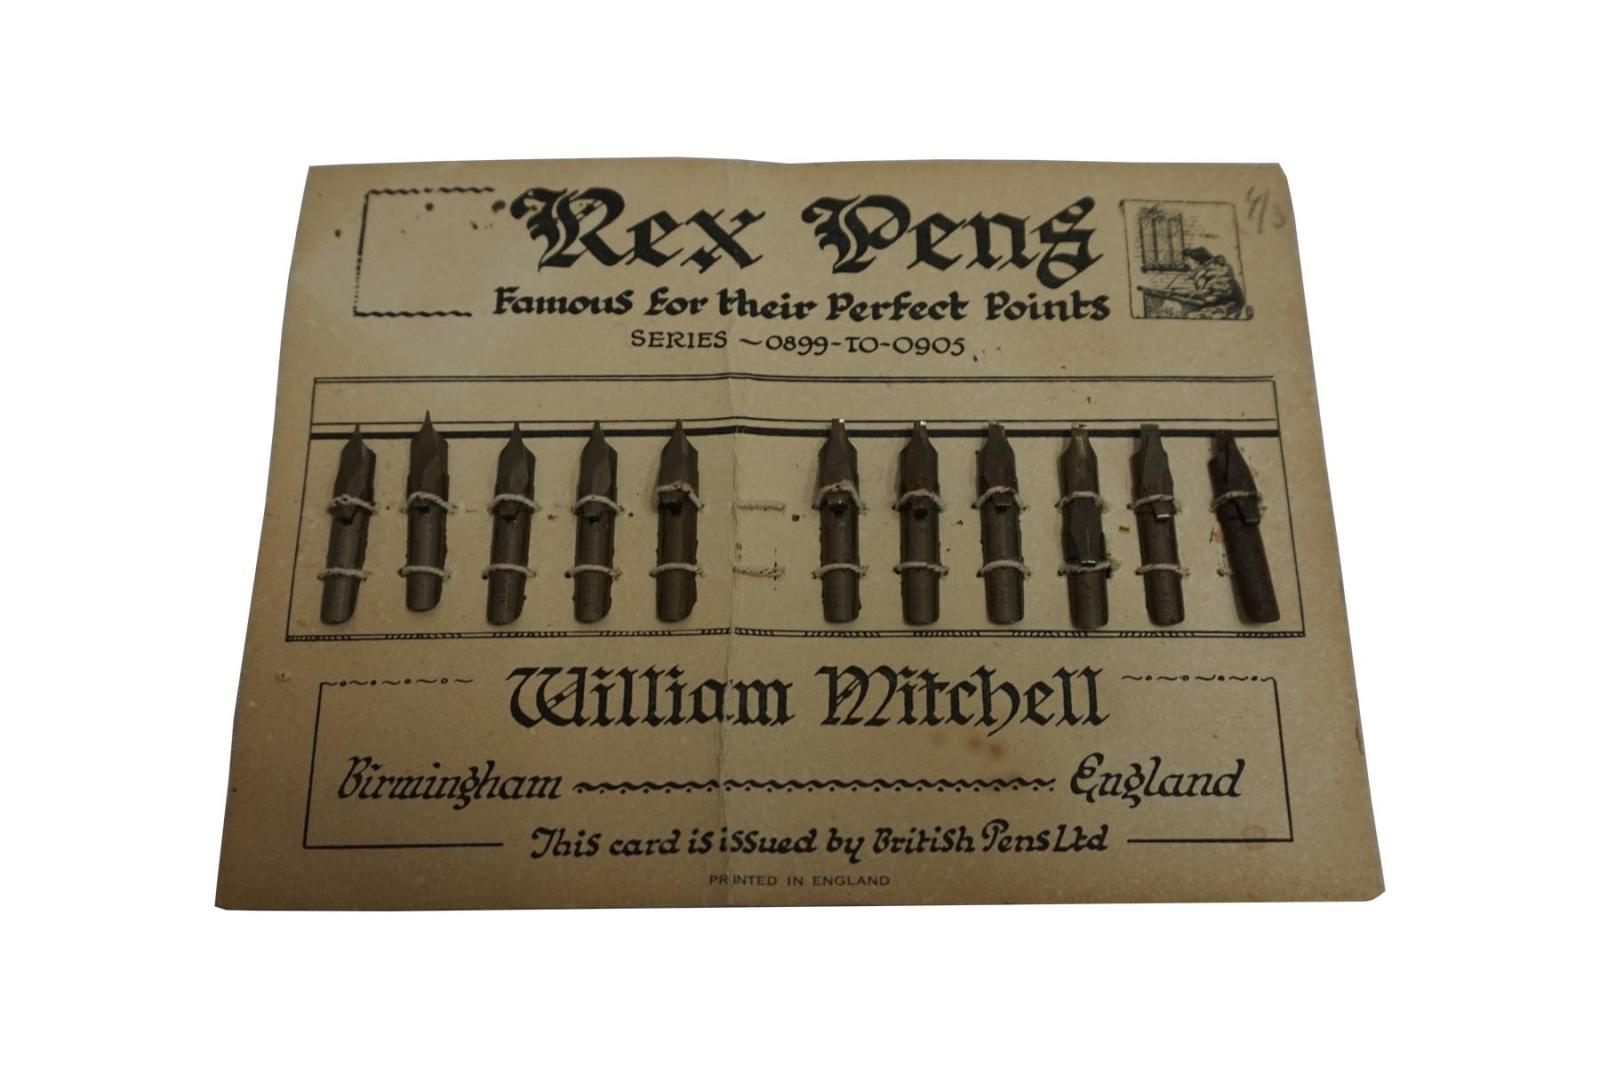 Rex Pens
Famous for their Perfect Points
SERIES ~0899-TO-0905
William Mitchell
Birmingham England
This card is issued by British Pens Ltd
PRINTED IN ENGLAND